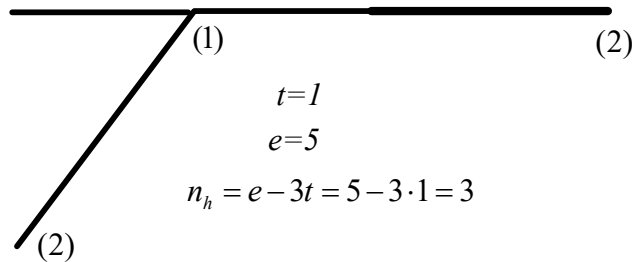 (1)
(2)
t=1
e=5
n_h = e − 3t = 5 − 3·1 = 3
(2)